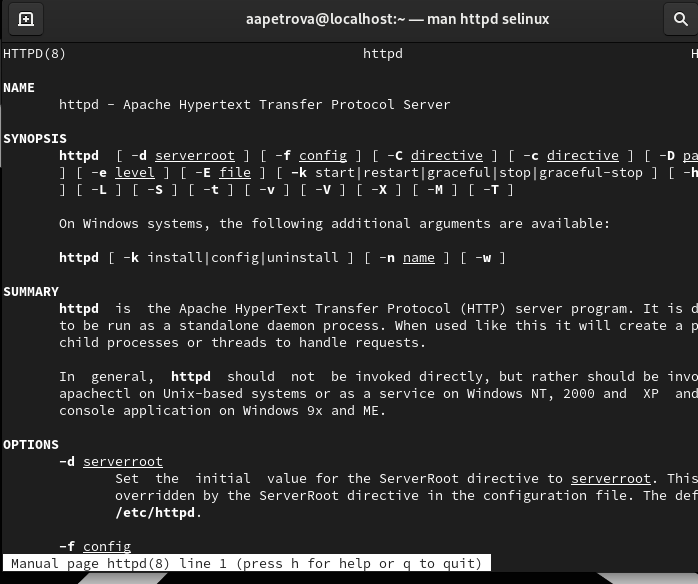 aapetrova@localhost:~ — man httpd selinux
HTTPD(8) httpd H
NAME
httpd - Apache Hypertext Transfer Protocol Server
SYNOPSIS
httpd [ -d serverroot ] [ -f config ] [ -C directive ] [ -c directive ] [ -D pa
] [ -e level ] [ -E file ] [ -k start|restart|graceful|stop|graceful-stop ] [ -h
] [ -L ] [ -S ] [ -t ] [ -v ] [ -V ] [ -X ] [ -M ] [ -T ]
On Windows systems, the following additional arguments are available:
httpd [ -k install|config|uninstall ] [ -n name ] [ -w ]
SUMMARY
httpd is the Apache HyperText Transfer Protocol (HTTP) server program. It is d
to be run as a standalone daemon process. When used like this it will create a p
child processes or threads to handle requests.
In general, httpd should not be invoked directly, but rather should be invo
apachectl on Unix-based systems or as a service on Windows NT, 2000 and XP and
console application on Windows 9x and ME.
OPTIONS
-d serverroot
Set the initial value for the ServerRoot directive to serverroot. This
overridden by the ServerRoot directive in the configuration file. The def
/etc/httpd.
-f config
Manual page httpd(8) line 1 (press h for help or q to quit)